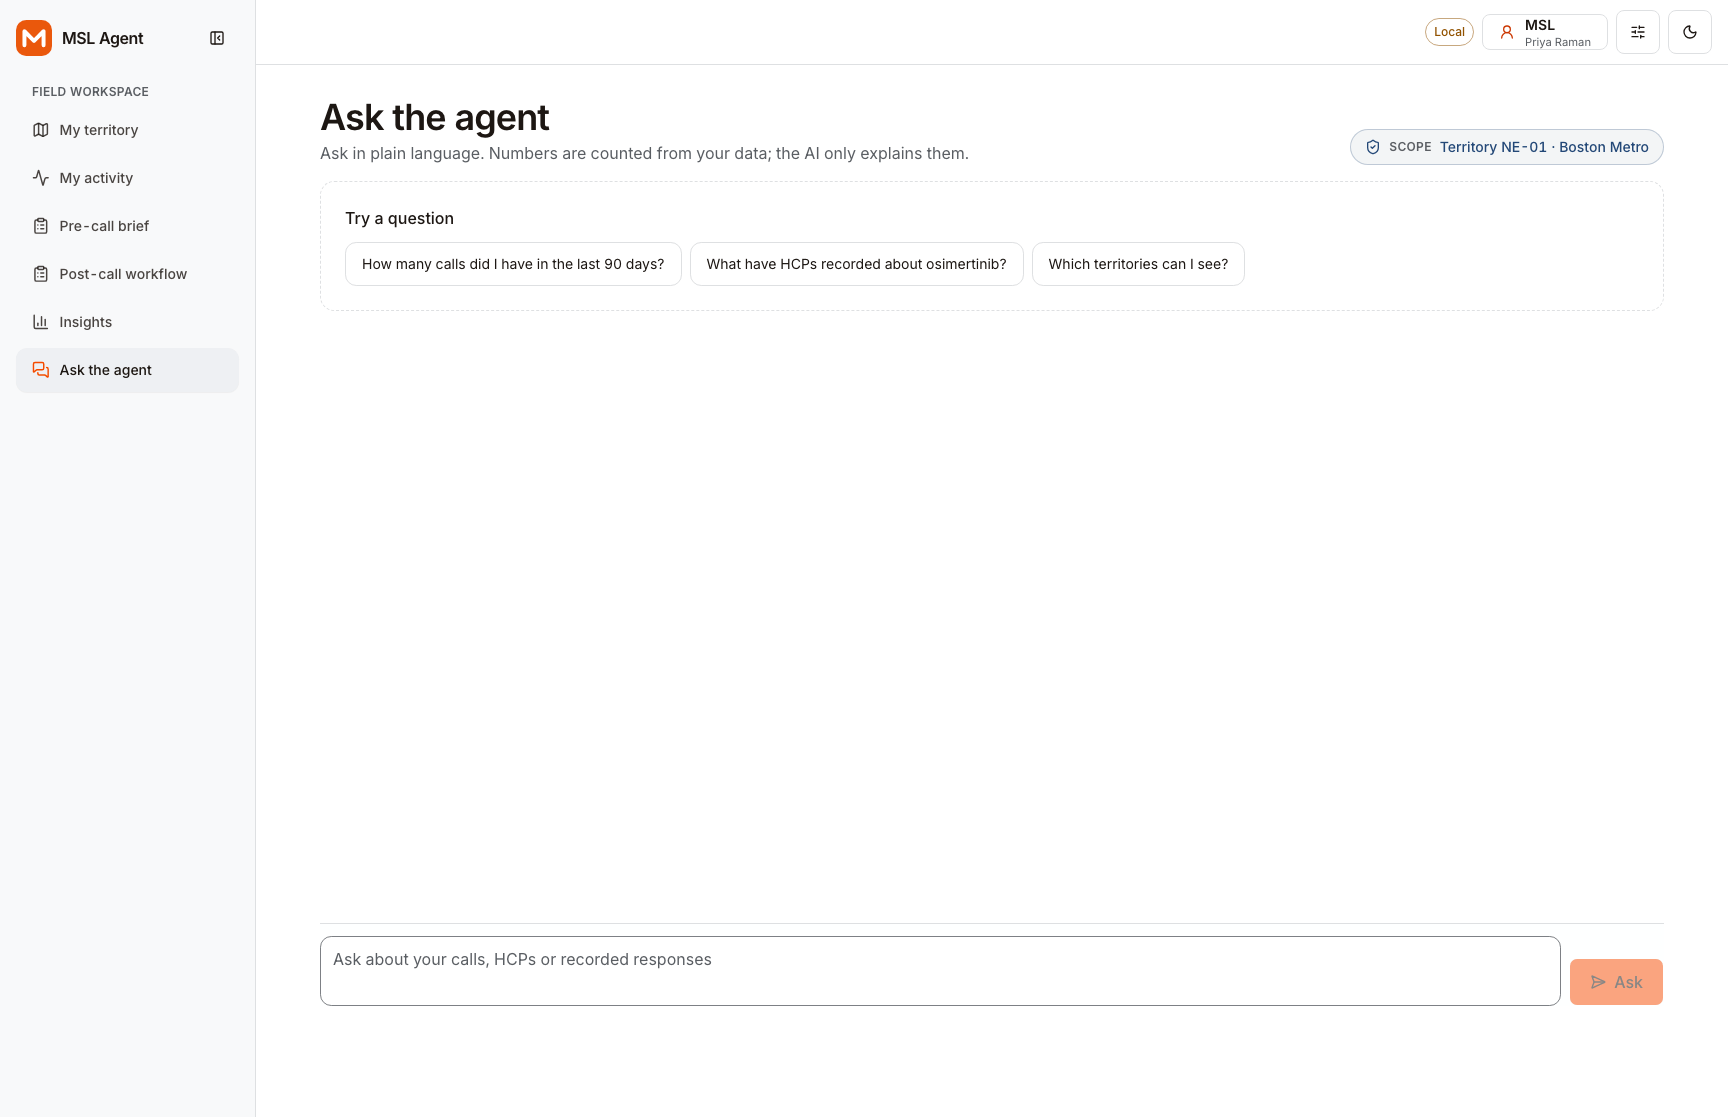 MSL Agent
FIELD WORKSPACE
My territory
My activity
Pre-call brief
Post-call workflow
Insights
Ask the agent
Local
MSL
Priya Raman
Ask the agent
Ask in plain language. Numbers are counted from your data; the AI only explains them.
SCOPE Territory NE-01 · Boston Metro
Try a question
How many calls did I have in the last 90 days?
What have HCPs recorded about osimertinib?
Which territories can I see?
Ask about your calls, HCPs or recorded responses
Ask